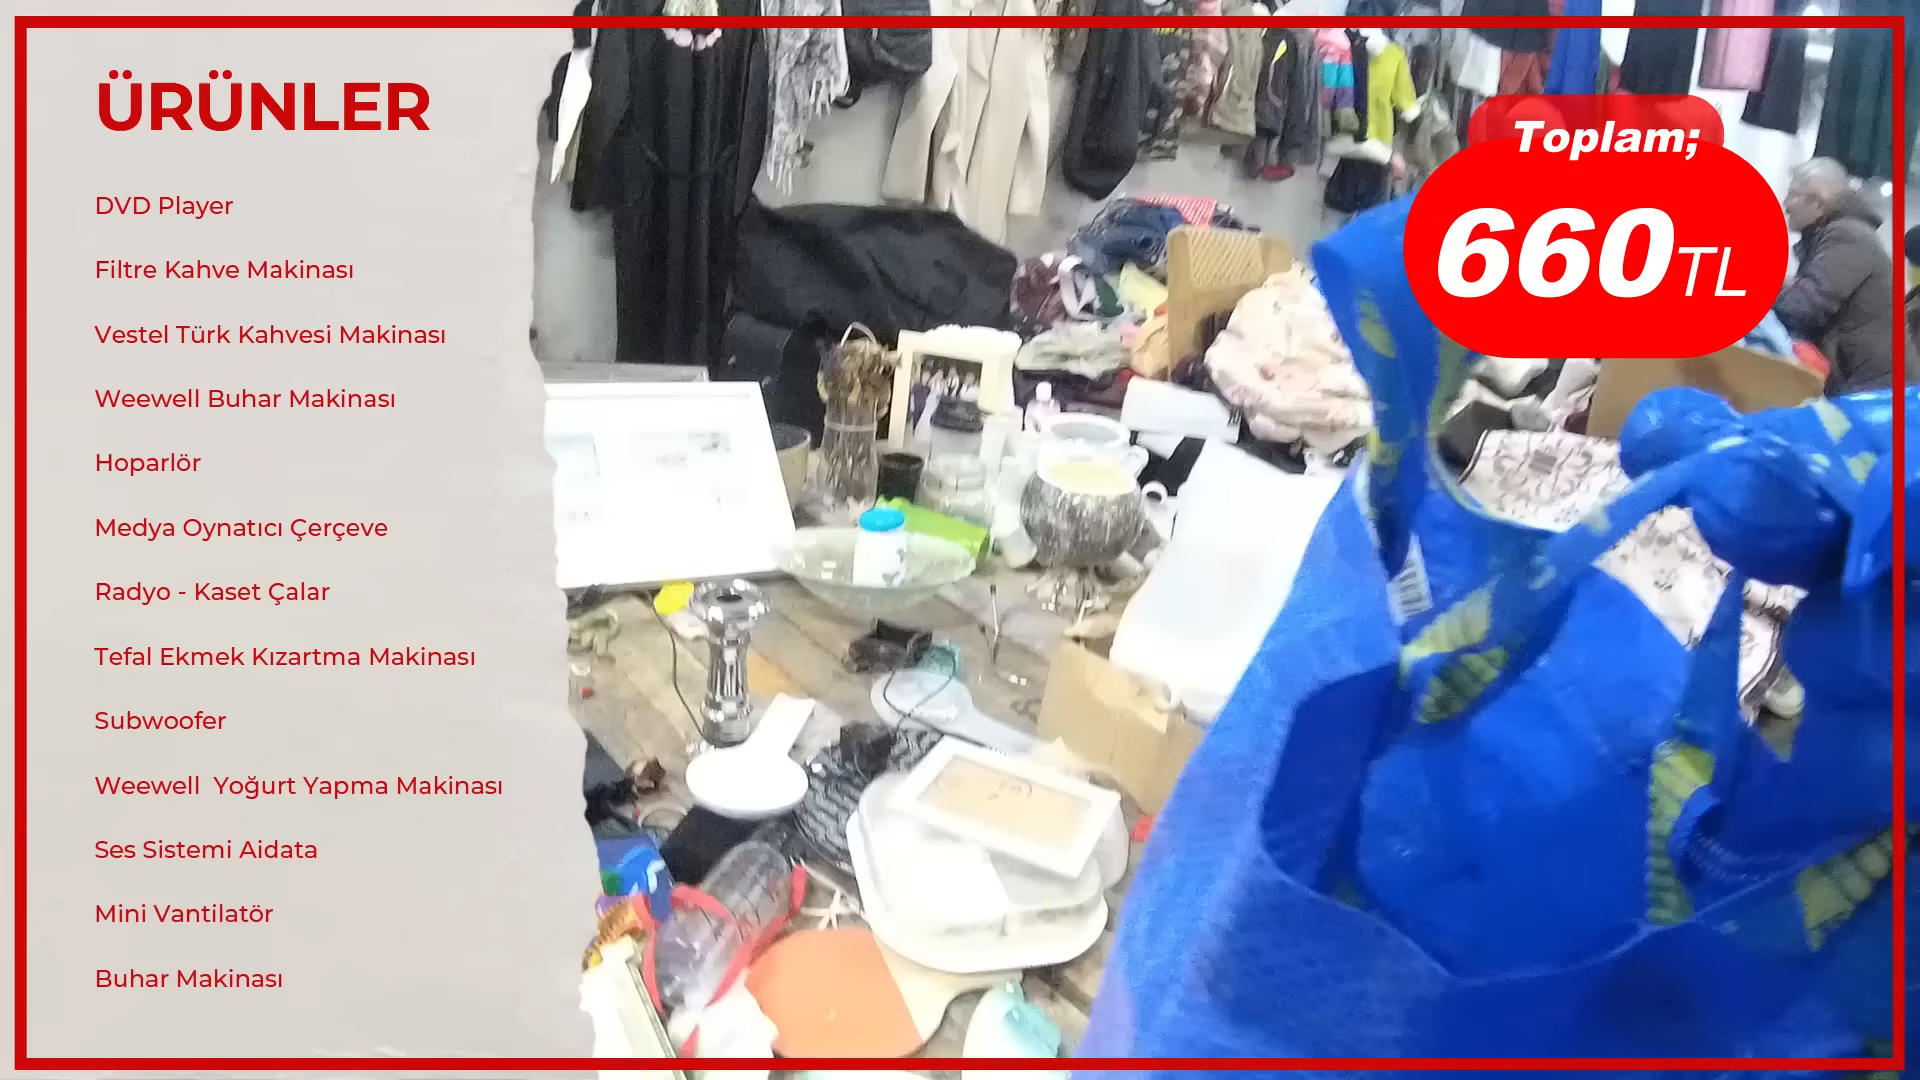 ÜRÜNLER
DVD Player
Filtre Kahve Makinası
Vestel Türk Kahvesi Makinası
Weewell Buhar Makinası
Hoparlör
Medya Oynatıcı Çerçeve
Radyo - Kaset Çalar
Tefal Ekmek Kızartma Makinası
Subwoofer
Weewell  Yoğurt Yapma Makinası
Ses Sistemi Aidata
Mini Vantilatör
Buhar Makinası
Toplam;
660TL